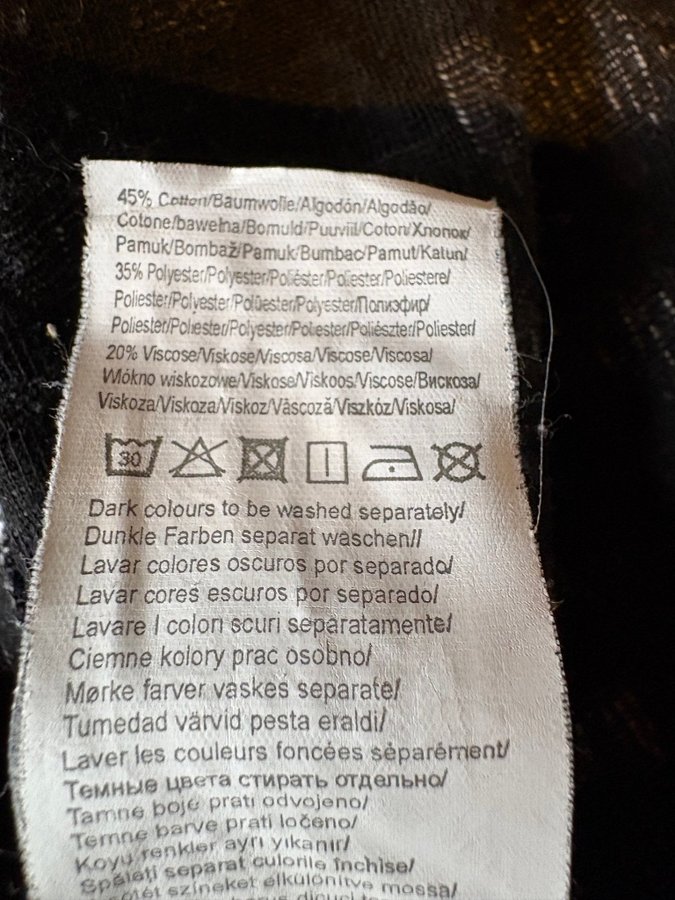 45% Cotton/Baumwolle/Algodón/Algodão/
Cotone/bawełna/Bomuld/Puuvill/Coton/Хлопок/
Pamuk/Bombaž/Pamuk/Bumbac/Pamut/Katun/
35% Polyester/Polyester/Poliéster/Poliester/Poliestere/
Poliester/Polyester/Polüester/Polyester/Полиэфир/
Poliester/Poliester/Polyester/Poliester/Poliészter/Poliester/
20% Viscose/Viskose/Viscosa/Viscose/Viscosa/
Włókno wiskozowe/Viskose/Viskoos/Viscose/Вискоза/
Viskoza/Viskoza/Viskoz/Vâscoză/Viszkóz/Viskosa/
30
Dark colours to be washed separately/
Dunkle Farben separat waschen//
Lavar colores oscuros por separado/
Lavar cores escuros por separado/
Lavare I colori scuri separatamente/
Ciemne kolory prac osobno/
Mørke farver vaskes separate/
Tumedad värvid pesta eraldi/
Laver les couleurs foncées séparément/
Темные цвета стирать отдельно/
Tamne boje prati odvojeno/
Temne barve prati ločeno/
Koyu renkler ayrı yıkanır/
Spălați separat culorile închise/
színeket elkülönítve mossa/